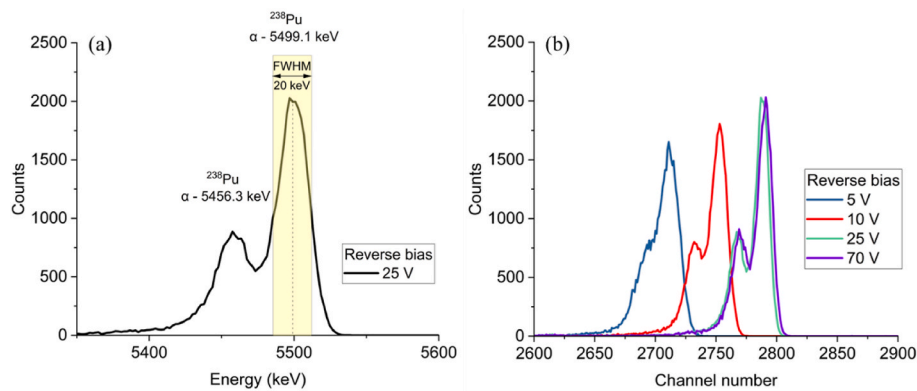 (a)
²³⁸Pu
α - 5499.1 keV
FWHM
20 keV
²³⁸Pu
α - 5456.3 keV
Reverse bias
25 V
Counts
2500
2000
1500
1000
500
0
5400
5500
5600
Energy (keV)
(b)
Reverse bias
5 V
10 V
25 V
70 V
Counts
2500
2000
1500
1000
500
0
2600
2650
2700
2750
2800
2850
2900
Channel number